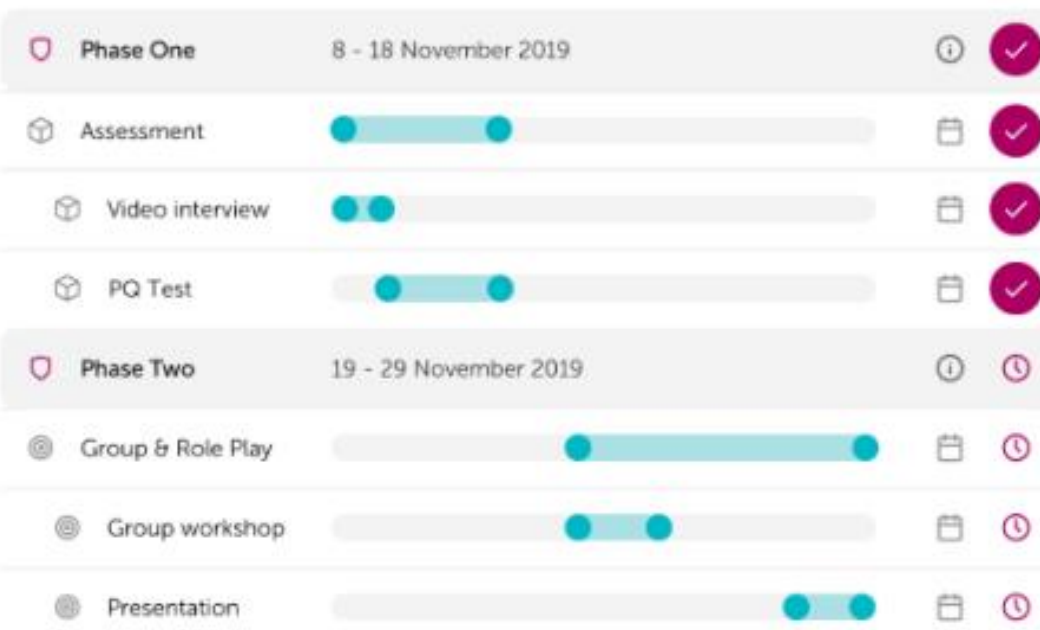 Phase One 8 - 18 November 2019
Assessment
Video interview
PQ Test
Phase Two 19 - 29 November 2019
Group & Role Play
Group workshop
Presentation